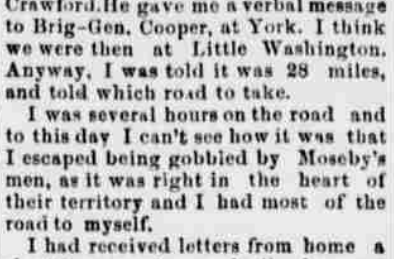 Crawford.He gave me a verbal message
to Brig-Gen. Cooper, at York. I think
we were then at Little Washington.
Anyway, I was told it was 28 miles,
and told which road to take.
I was several hours on the road and
to this day I can't see how it was that
I escaped being gobbled by Moseby's
men, as it was right in the heart of
their territory and I had most of the
road to myself.
I had received letters from home a